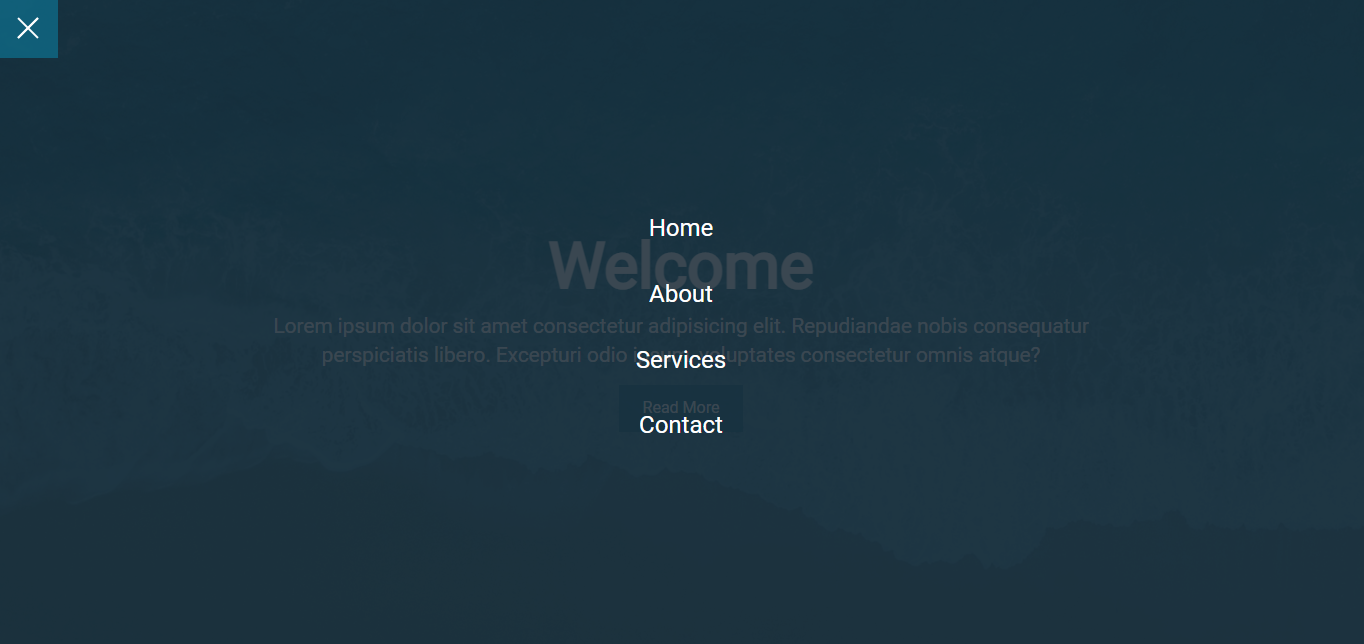 Home
Welcome
About
Lorem ipsum dolor sit amet consectetur adipisicing elit. Repudiandae nobis consequatur
perspiciatis libero. Excepturi odio voluptates consectetur omnis atque?
Services
Read More
Contact